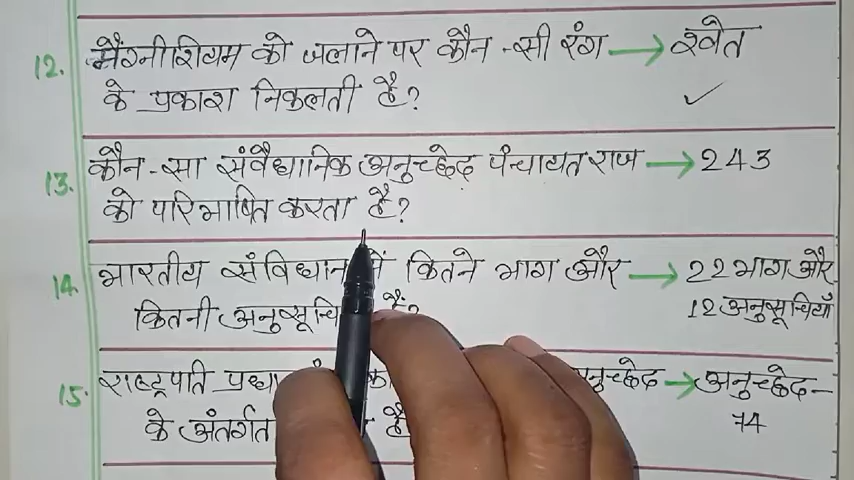 12. मैग्नीशियम को जलाने पर कौन-सी रंग → श्वेत
के प्रकाश निकलती है? ✓
13. कौन-सा संवैधानिक अनुच्छेद पंचायत राज → 243
को परिभाषित करता है?
14. भारतीय संविधान में कितने भाग और → 22 भाग और
कितनी अनुसूचि हैं? 12 अनुसूचियाँ
15. राष्ट्रपति अनुच्छेद → अनुच्छेद-
के अंतर्गत है 74